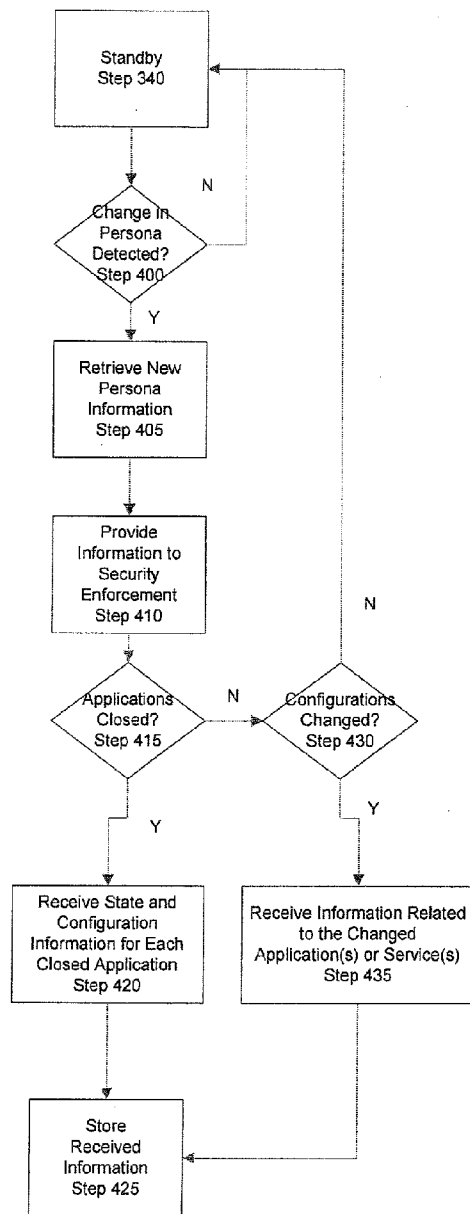 Standby
Step 340
N
Change in
Persona
Detected?
Step 400
Y
Retrieve New
Persona
Information
Step 405
Provide
Information to
Security
Enforcement
Step 410
N
Applications
Closed?
Step 415
N
Configurations
Changed?
Step 430
Y
Y
Receive State and
Configuration
Information for Each
Closed Application
Step 420
Receive Information Related
to the Changed
Application(s) or Service(s)
Step 435
Store
Received
Information
Step 425